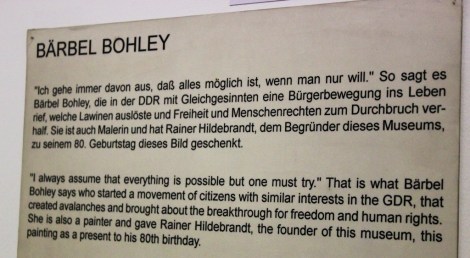 BÄRBEL BOHLEY
"Ich gehe immer davon aus, daß alles möglich ist, wenn man nur will." So sagt es
Bärbel Bohley, die in der DDR mit Gleichgesinnten eine Bürgerbewegung ins Leben
rief, welche Lawinen auslöste und Freiheit und Menschenrechten zum Durchbruch ver-
half. Sie ist auch Malerin und hat Rainer Hildebrandt, dem Begründer dieses Museums,
zu seinem 80. Geburtstag dieses Bild geschenkt.
"I always assume that everything is possible but one must try." That is what Bärbel
Bohley says who started a movement of citizens with similar interests in the GDR, that
created avalanches and brought about the breakthrough for freedom and human rights.
She is also a painter and gave Rainer Hildebrandt, the founder of this museum, this
painting as a present to his 80th birthday.